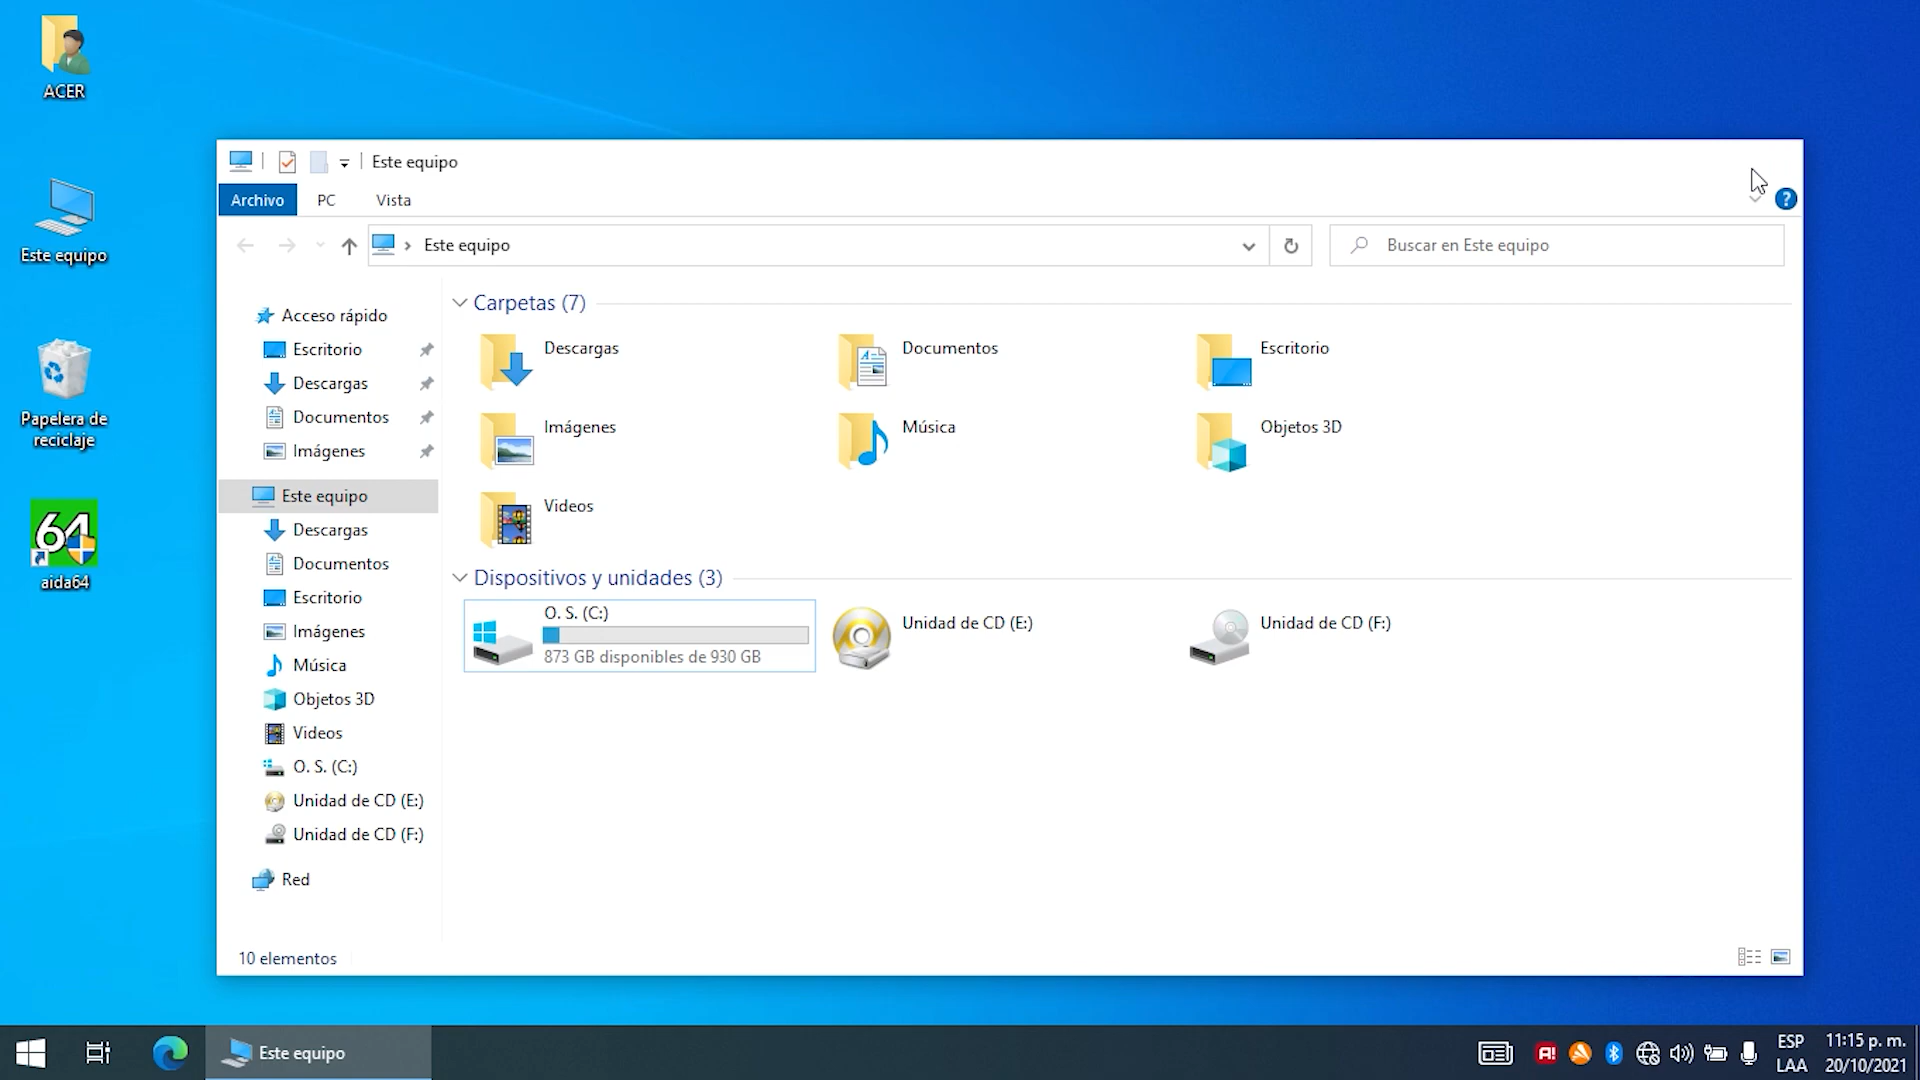 ACER
Este equipo
Papelera de
reciclaje
64
aida64
Este equipo
Archivo
PC
Vista
?
Este equipo
Buscar en Este equipo
Acceso rápido
Escritorio
Descargas
Documentos
Imágenes
Este equipo
Descargas
Documentos
Escritorio
Imágenes
Música
Objetos 3D
Videos
O. S. (C:)
Unidad de CD (E:)
Unidad de CD (F:)
Red
Carpetas (7)
Descargas
Documentos
Escritorio
Imágenes
Música
Objetos 3D
Videos
Dispositivos y unidades (3)
O. S. (C:)
873 GB disponibles de 930 GB
Unidad de CD (E:)
Unidad de CD (F:)
10 elementos
Este equipo
A!
ESP
LAA
11:15 p. m.
20/10/2021